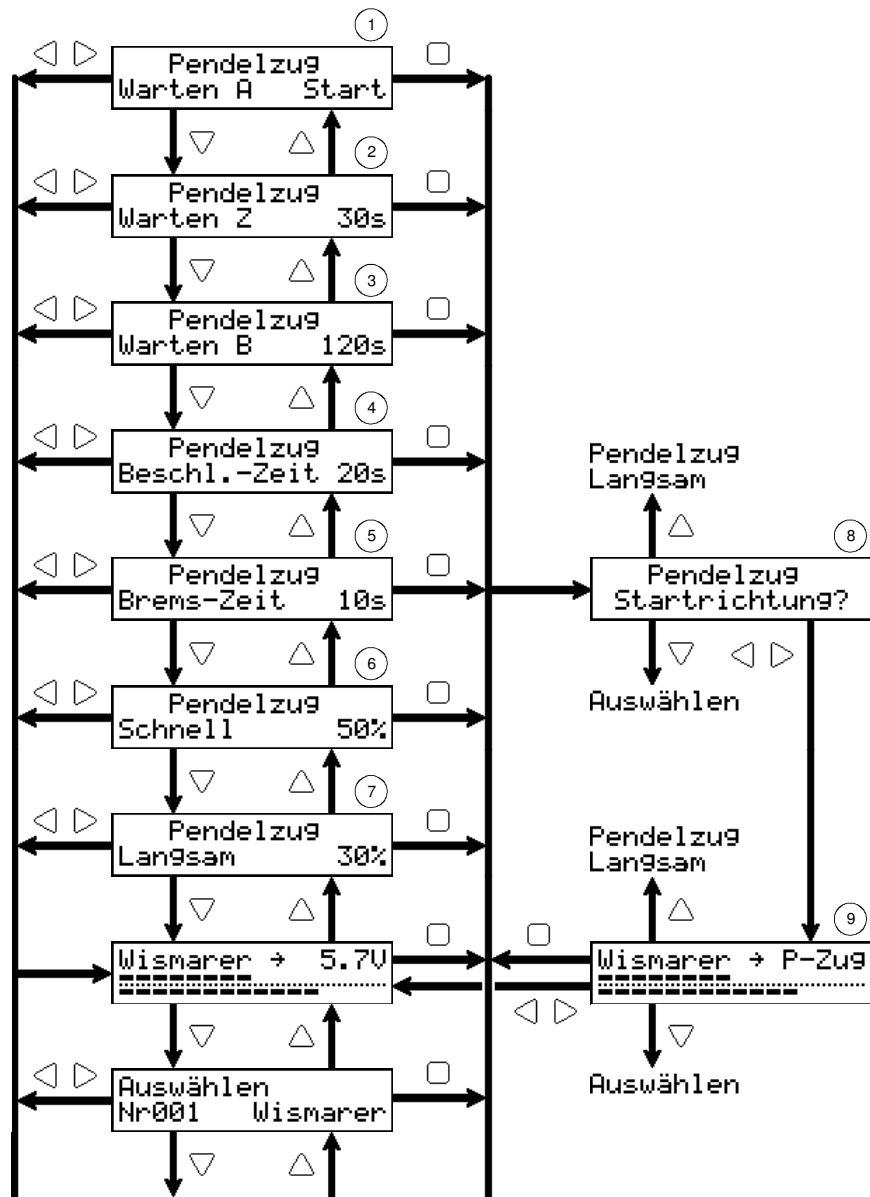 1
Pendelzug
Warten A Start
2
Pendelzug
Warten Z 30s
3
Pendelzug
Warten B 120s
4
Pendelzug
Beschl.-Zeit 20s
5
Pendelzug
Brems-Zeit 10s
6
Pendelzug
Schnell 50%
7
Pendelzug
Langsam 30%
Wismarer → 5.7V
Auswählen
Nr001 Wismarer
Pendelzug
Langsam
8
Pendelzug
Startrichtung?
Auswählen
Pendelzug
Langsam
9
Wismarer → P-Zug
Auswählen